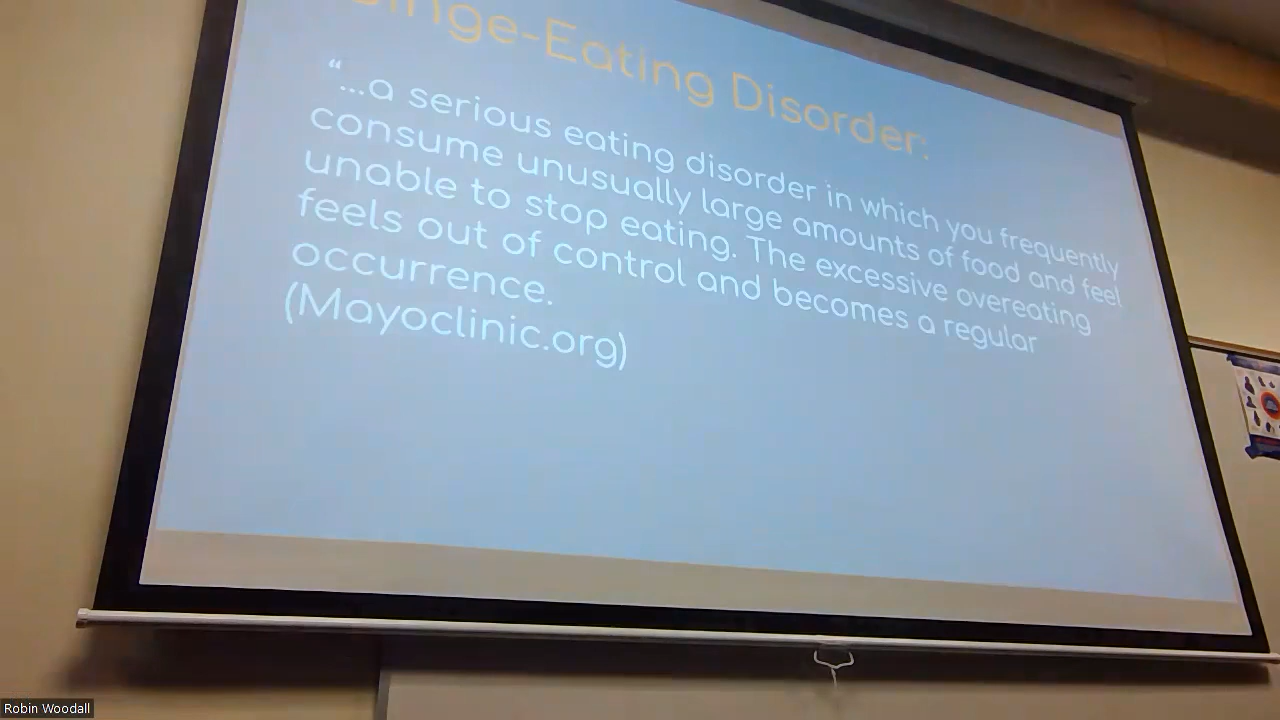 Binge-Eating Disorder:
“...a serious eating disorder in which you frequently
consume unusually large amounts of food and feel
unable to stop eating. The excessive overeating
feels out of control and becomes a regular
occurrence.
(Mayoclinic.org)
Robin Woodall